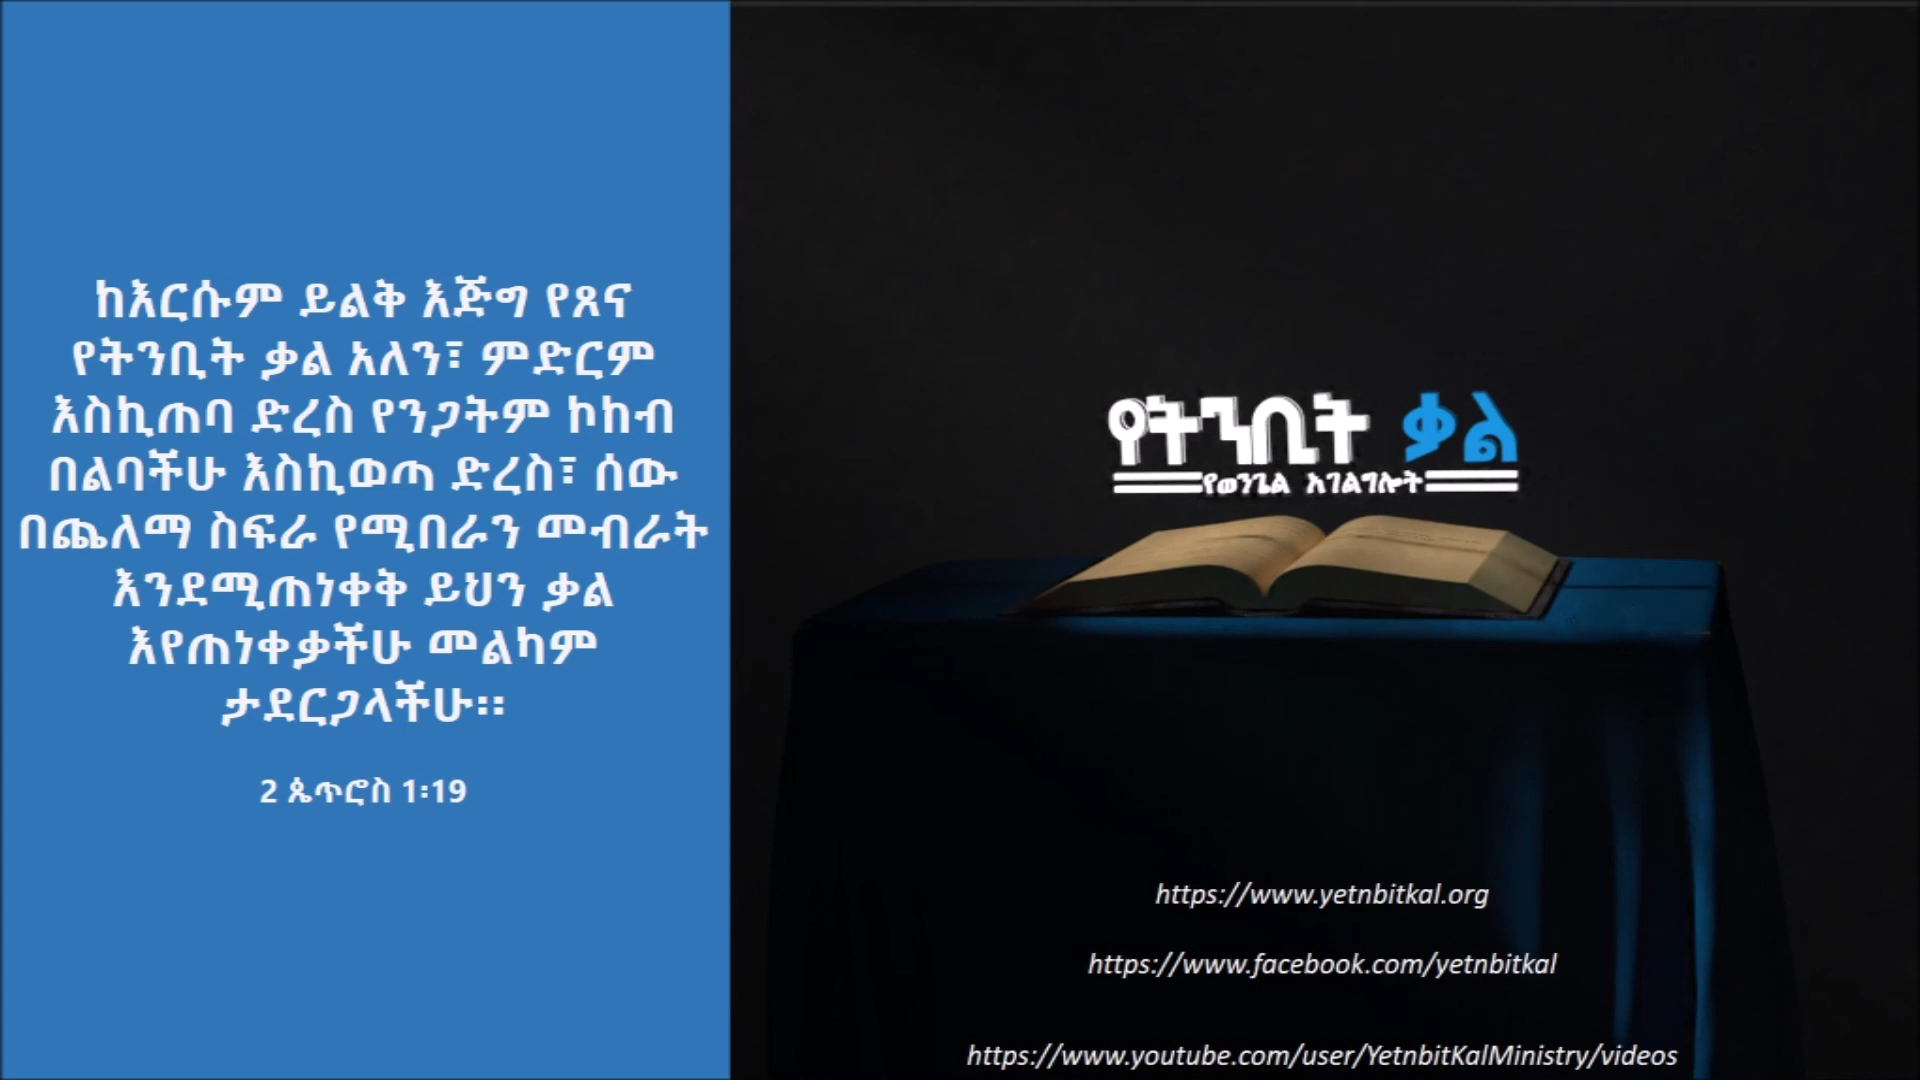 ከእርሱም ይልቅ እጅግ የጸና
የትንቢት ቃል አለን፣ ምድርም
እስኪጠባ ድረስ የንጋትም ኮከብ
በልባችሁ እስኪወጣ ድረስ፣ ሰው
በጨለማ ስፍራ የሚበራን መብራት
እንደሚጠነቀቅ ይህን ቃል
እየጠነቀቃችሁ መልካም
ታደርጋላችሁ፡፡
2 ጴጥሮስ 1፡19
የትንቢት ቃል
የወንጌል አገልግሎት
https://www.yetnbitkal.org
https://www.facebook.com/yetnbitkal
https://www.youtube.com/user/YetnbitKalMinistry/videos